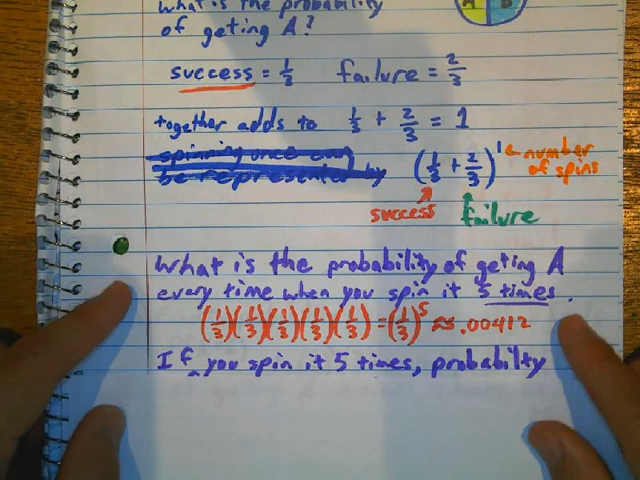 what is the probability
of geting A?
A B
success = 1/3 failure = 2/3
together adds to 1/3 + 2/3 = 1
spinning once can
be represented by (1/3 + 2/3)^1 ← number
of spins
success failure
What is the probability of geting A
every time when you spin it 5 times.
(1/3)(1/3)(1/3)(1/3)(1/3) = (1/3)^5 ≈ .00412
If you spin it 5 times, probability